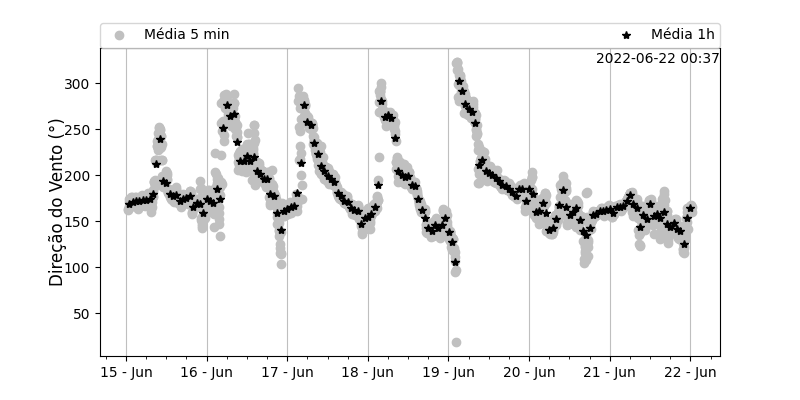 Média 5 min Média 1h
2022-06-22 00:37
Direção do Vento (°)
300
250
200
150
100
50
15 - Jun 16 - Jun 17 - Jun 18 - Jun 19 - Jun 20 - Jun 21 - Jun 22 - Jun